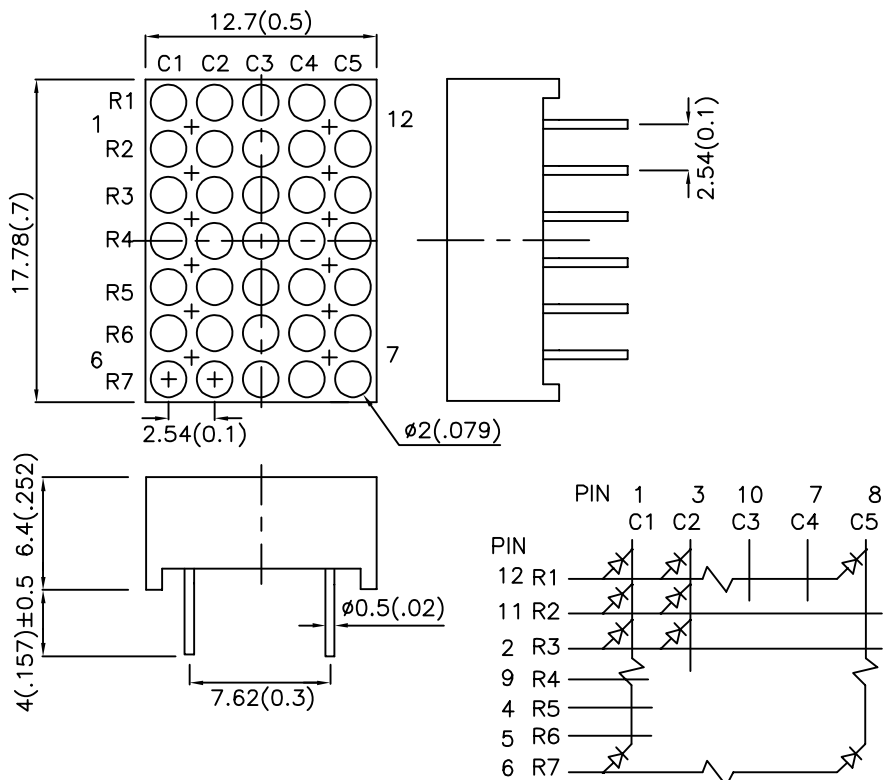 12.7(0.5)
C1 C2 C3 C4 C5
R1
1
12
R2
R3
R4
R5
R6
6
7
R7
17.78(.7)
2.54(0.1)
2.54(0.1)
ø2(.079)
6.4(.252)
4(.157)±0.5
ø0.5(.02)
7.62(0.3)
PIN 1 3 10 7 8
C1 C2 C3 C4 C5
PIN
12 R1
11 R2
2 R3
9 R4
4 R5
5 R6
6 R7